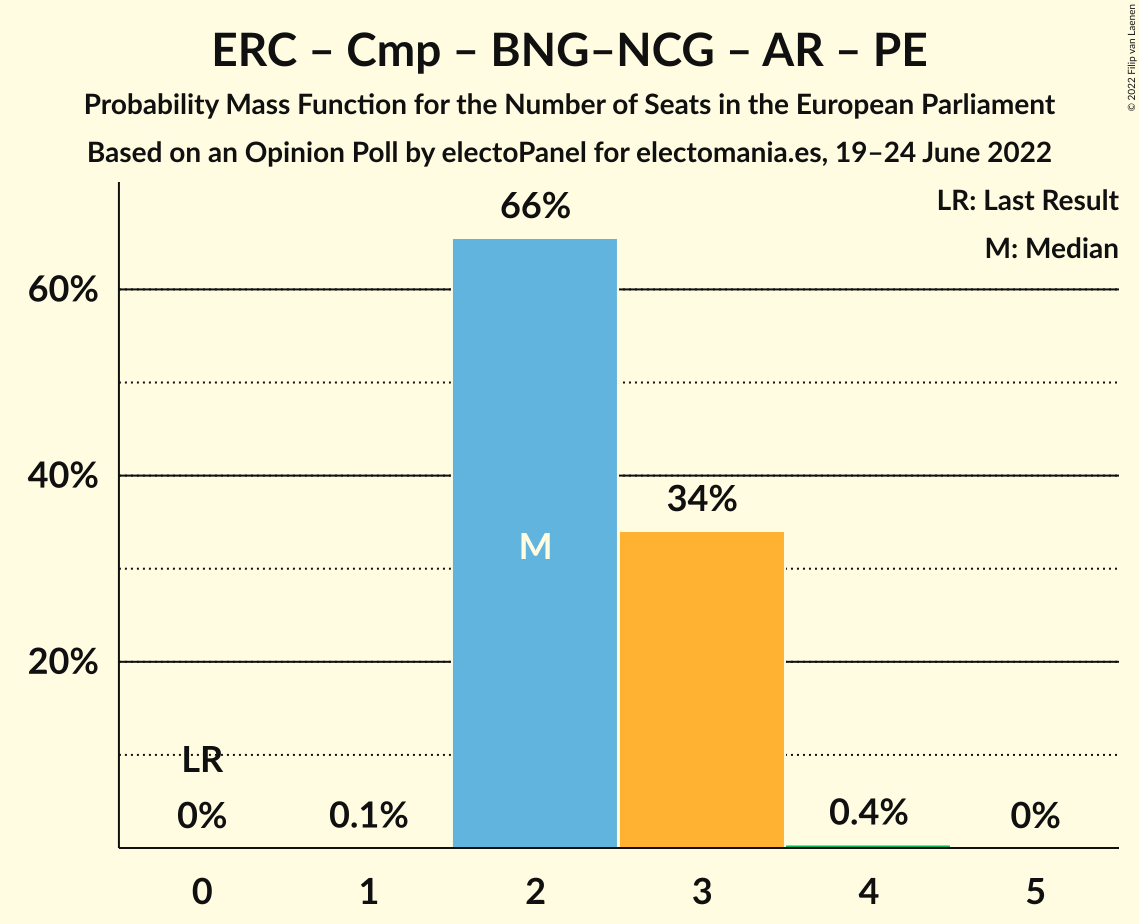 ERC – Cmp – BNG–NCG – AR – PE
Probability Mass Function for the Number of Seats in the European Parliament
Based on an Opinion Poll by electoPanel for electomania.es, 19–24 June 2022
© 2022 Filip van Laenen
LR: Last Result
M: Median
66%
60%
40%
34%
M
20%
LR
0%
0.1%
0.4%
0%
0 1 2 3 4 5